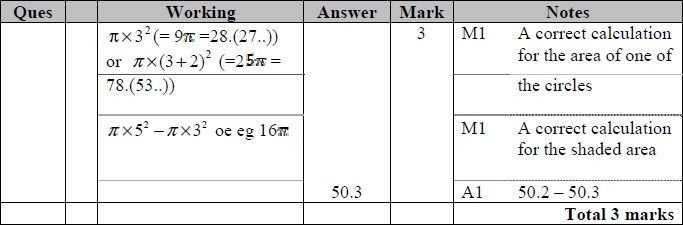 Ques Working Answer Mark Notes
π×3² (= 9π =28.(27..)) 3 M1 A correct calculation
or π×(3+2)² (=25π = for the area of one of
78.(53..)) the circles
π×5² – π×3² oe eg 16π M1 A correct calculation
for the shaded area
50.3 A1 50.2 – 50.3
Total 3 marks